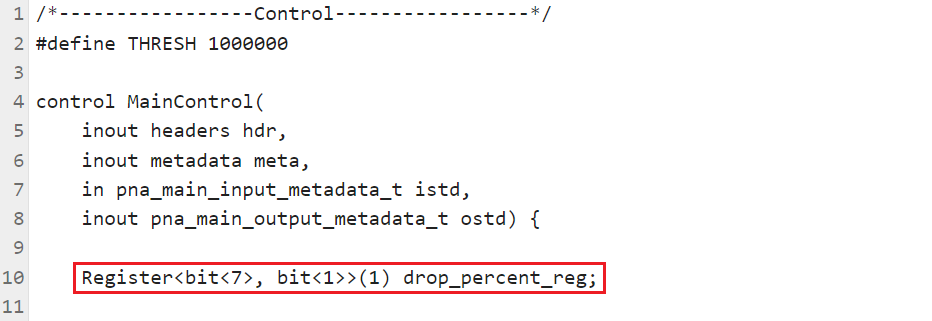 1 /*-----------------Control-----------------*/
2 #define THRESH 1000000
3
4 control MainControl(
5     inout headers hdr,
6     inout metadata meta,
7     in pna_main_input_metadata_t istd,
8     inout pna_main_output_metadata_t ostd) {
9
10     Register<bit<7>, bit<1>>(1) drop_percent_reg;
11